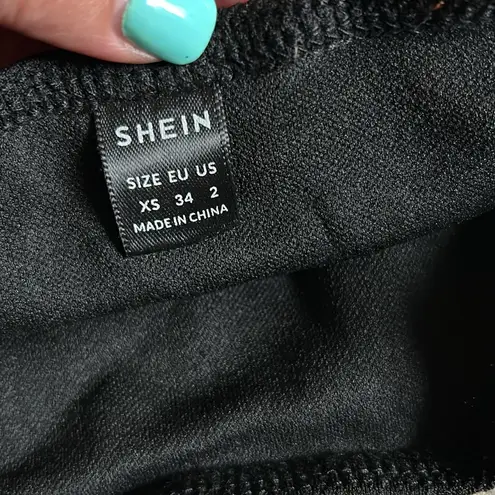 SHEIN
SIZE EU US
XS 34 2
MADE IN CHINA